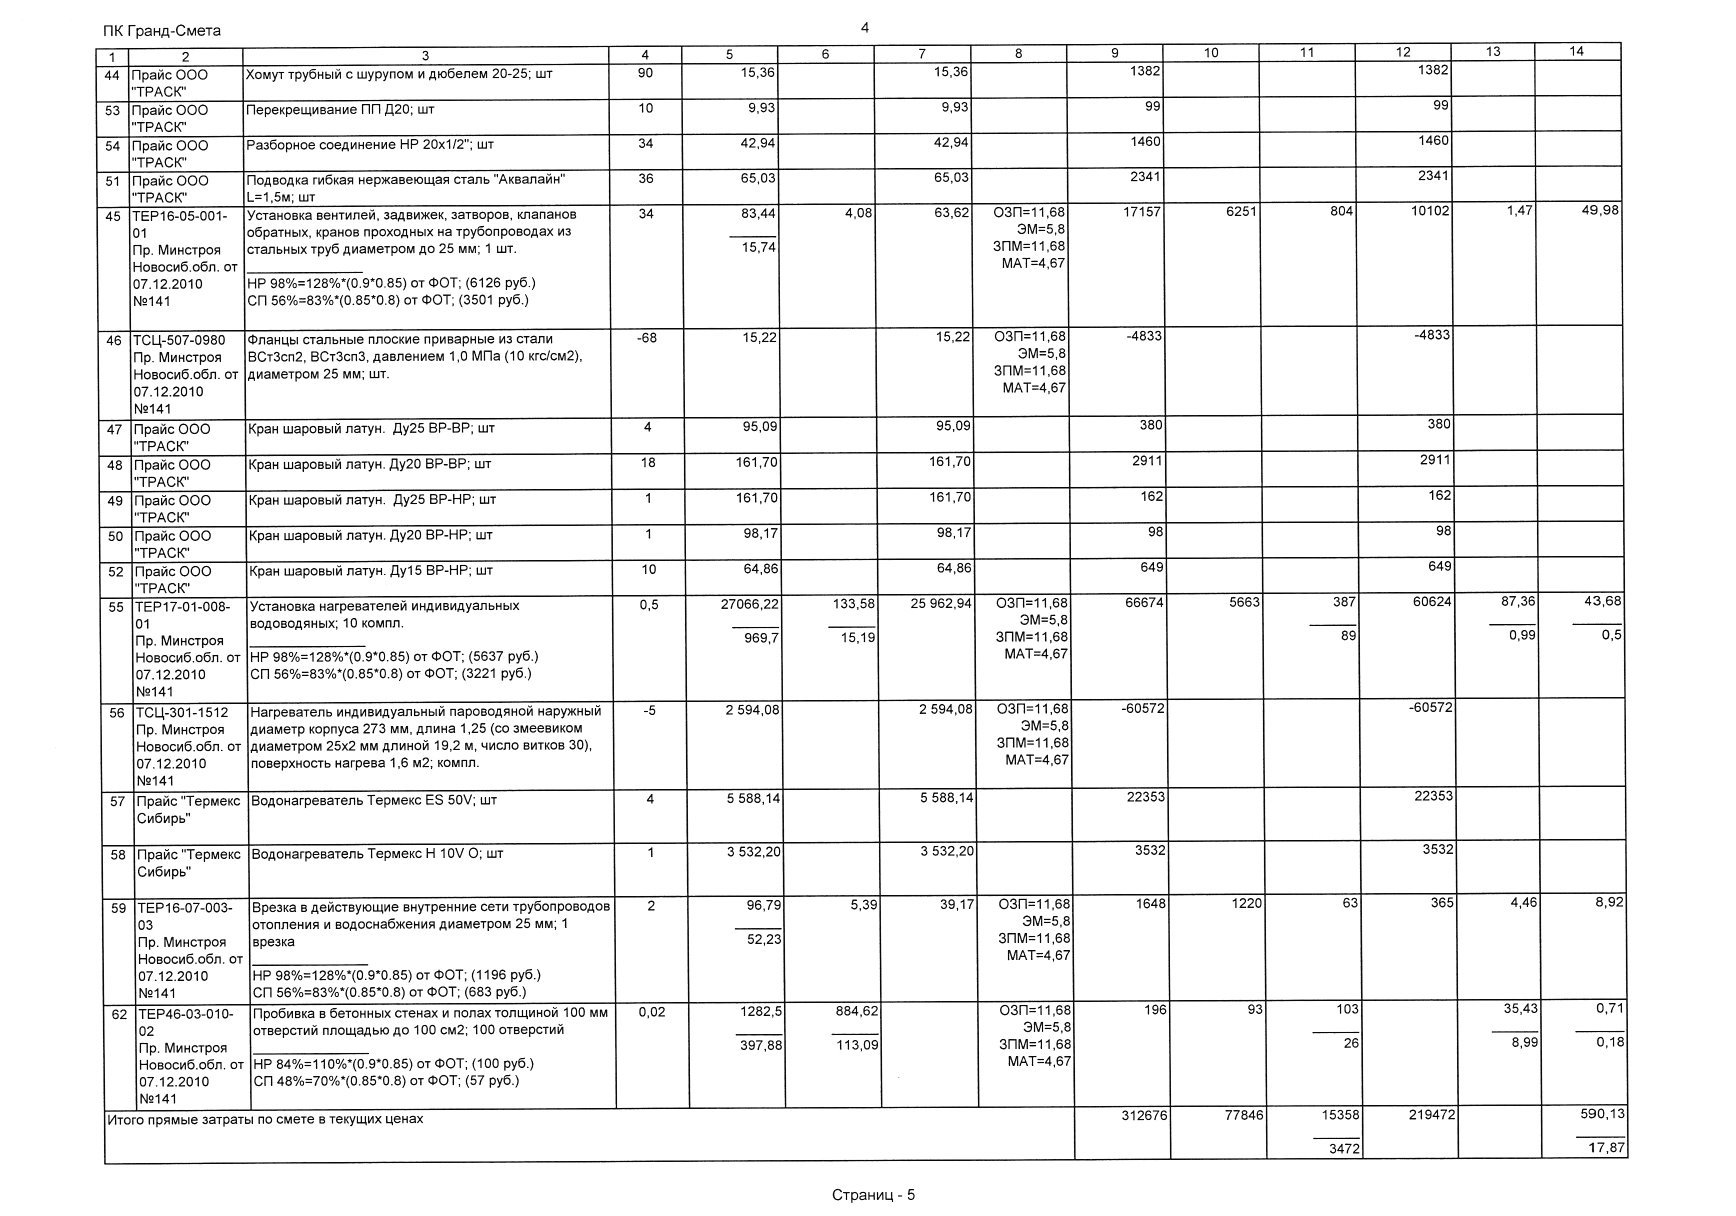 ПК Гранд-Смета
4
1 2 3 4 5 6 7 8 9 10 11 12 13 14
44 Прайс ООО Хомут трубный с шурупом и дюбелем 20-25; шт 90 15,36 15,36 1382 1382
"ТРАСК"
53 Прайс ООО Перекрещивание ПП Д20; шт 10 9,93 9,93 99 99
"ТРАСК"
54 Прайс ООО Разборное соединение НР 20х1/2"; шт 34 42,94 42,94 1460 1460
"ТРАСК"
51 Прайс ООО Подводка гибкая нержавеющая сталь "Аквалайн" 36 65,03 65,03 2341 2341
"ТРАСК" L=1,5м; шт
45 ТЕР16-05-001- Установка вентилей, задвижек, затворов, клапанов 34 83,44 4,08 63,62 ОЗП=11,68 17157 6251 804 10102 1,47 49,98
01 обратных, кранов проходных на трубопроводах из ЭМ=5,8
Пр. Минстроя стальных труб диаметром до 25 мм; 1 шт. 15,74 ЗПМ=11,68
Новосиб.обл. от МАТ=4,67
07.12.2010 НР 98%=128%*(0.9*0.85) от ФОТ; (6126 руб.)
№141 СП 56%=83%*(0.85*0.8) от ФОТ; (3501 руб.)
46 ТСЦ-507-0980 Фланцы стальные плоские приварные из стали -68 15,22 15,22 ОЗП=11,68 -4833 -4833
Пр. Минстроя ВСт3сп2, ВСт3сп3, давлением 1,0 МПа (10 кгс/см2), ЭМ=5,8
Новосиб.обл. от диаметром 25 мм; шт. ЗПМ=11,68
07.12.2010 МАТ=4,67
№141
47 Прайс ООО Кран шаровый латун. Ду25 ВР-ВР; шт 4 95,09 95,09 380 380
"ТРАСК"
48 Прайс ООО Кран шаровый латун. Ду20 ВР-ВР; шт 18 161,70 161,70 2911 2911
"ТРАСК"
49 Прайс ООО Кран шаровый латун. Ду25 ВР-НР; шт 1 161,70 161,70 162 162
"ТРАСК"
50 Прайс ООО Кран шаровый латун. Ду20 ВР-НР; шт 1 98,17 98,17 98 98
"ТРАСК"
52 Прайс ООО Кран шаровый латун. Ду15 ВР-НР; шт 10 64,86 64,86 649 649
"ТРАСК"
55 ТЕР17-01-008- Установка нагревателей индивидуальных 0,5 27066,22 133,58 25 962,94 ОЗП=11,68 66674 5663 387 60624 87,36 43,68
01 водоводяных; 10 компл. ЭМ=5,8
Пр. Минстроя 969,7 15,19 ЗПМ=11,68 89 0,99 0,5
Новосиб.обл. от НР 98%=128%*(0.9*0.85) от ФОТ; (5637 руб.) МАТ=4,67
07.12.2010 СП 56%=83%*(0.85*0.8) от ФОТ; (3221 руб.)
№141
56 ТСЦ-301-1512 Нагреватель индивидуальный пароводяной наружный -5 2 594,08 2 594,08 ОЗП=11,68 -60572 -60572
Пр. Минстроя диаметр корпуса 273 мм, длина 1,25 (со змеевиком ЭМ=5,8
Новосиб.обл. от диаметром 25х2 мм длиной 19,2 м, число витков 30), ЗПМ=11,68
07.12.2010 поверхность нагрева 1,6 м2; компл. МАТ=4,67
№141
57 Прайс "Термекс Водонагреватель Термекс ES 50V; шт 4 5 588,14 5 588,14 22353 22353
Сибирь"
58 Прайс "Термекс Водонагреватель Термекс Н 10V О; шт 1 3 532,20 3 532,20 3532 3532
Сибирь"
59 ТЕР16-07-003- Врезка в действующие внутренние сети трубопроводов 2 96,79 5,39 39,17 ОЗП=11,68 1648 1220 63 365 4,46 8,92
03 отопления и водоснабжения диаметром 25 мм; 1 ЭМ=5,8
Пр. Минстроя врезка 52,23 ЗПМ=11,68
Новосиб.обл. от МАТ=4,67
07.12.2010 НР 98%=128%*(0.9*0.85) от ФОТ; (1196 руб.)
№141 СП 56%=83%*(0.85*0.8) от ФОТ; (683 руб.)
62 ТЕР46-03-010- Пробивка в бетонных стенах и полах толщиной 100 мм 0,02 1282,5 884,62 ОЗП=11,68 196 93 103 35,43 0,71
02 отверстий площадью до 100 см2; 100 отверстий ЭМ=5,8
Пр. Минстроя 397,88 113,09 ЗПМ=11,68 26 8,99 0,18
Новосиб.обл. от НР 84%=110%*(0.9*0.85) от ФОТ; (100 руб.) МАТ=4,67
07.12.2010 СП 48%=70%*(0.85*0.8) от ФОТ; (57 руб.)
№141
Итого прямые затраты по смете в текущих ценах 312676 77846 15358 219472 590,13
3472 17,87
Страниц - 5